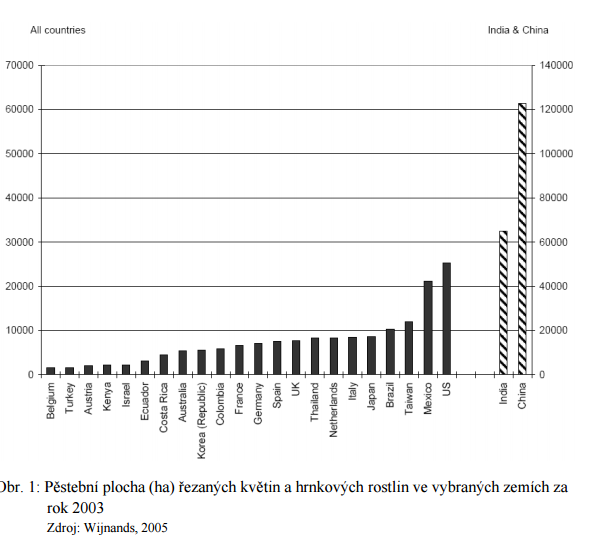 All countries
India & China
70000
60000
50000
40000
30000
20000
10000
0
140000
120000
100000
80000
60000
40000
20000
0
Belgium
Turkey
Austria
Kenya
Israel
Ecuador
Costa Rica
Australia
Korea (Republic)
Colombia
France
Germany
Spain
UK
Thailand
Netherlands
Italy
Japan
Brazil
Taiwan
Mexico
US
India
China
Obr. 1: Pěstební plocha (ha) řezaných květin a hrnkových rostlin ve vybraných zemích za
rok 2003
Zdroj: Wijnands, 2005